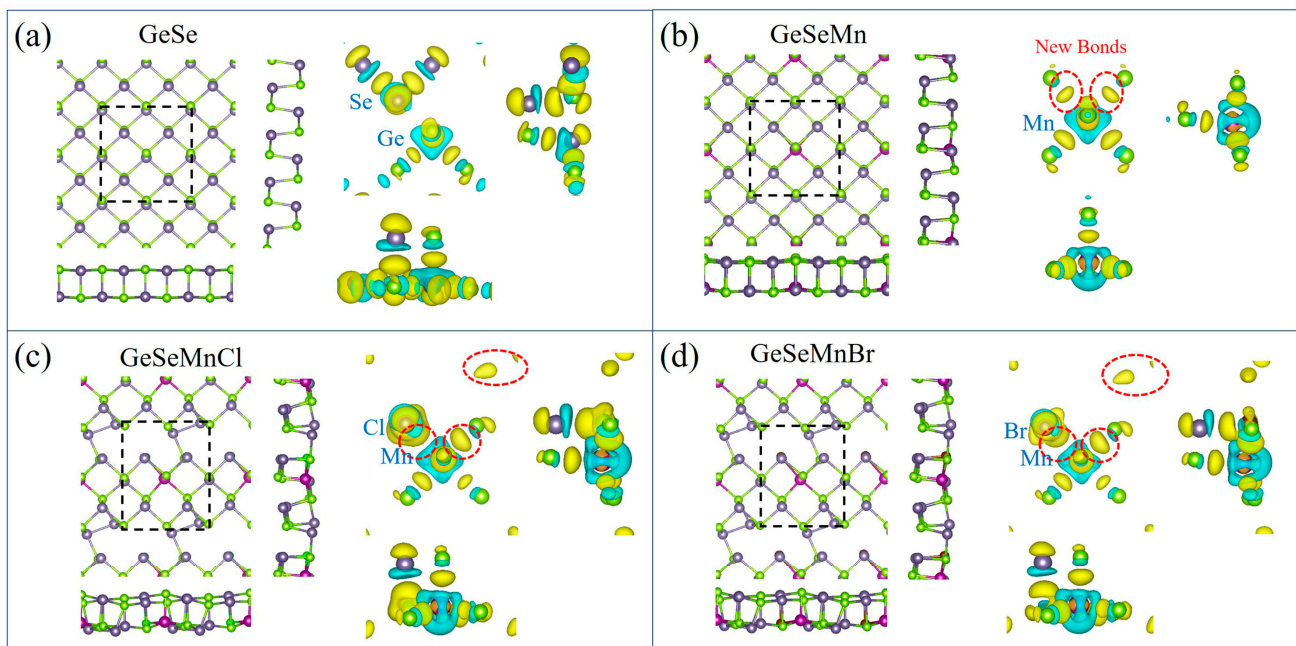 (a)
GeSe
Se
Ge
(b)
GeSeMn
New Bonds
Mn
(c)
GeSeMnCl
Cl
Mn
(d)
GeSeMnBr
Br
Mn